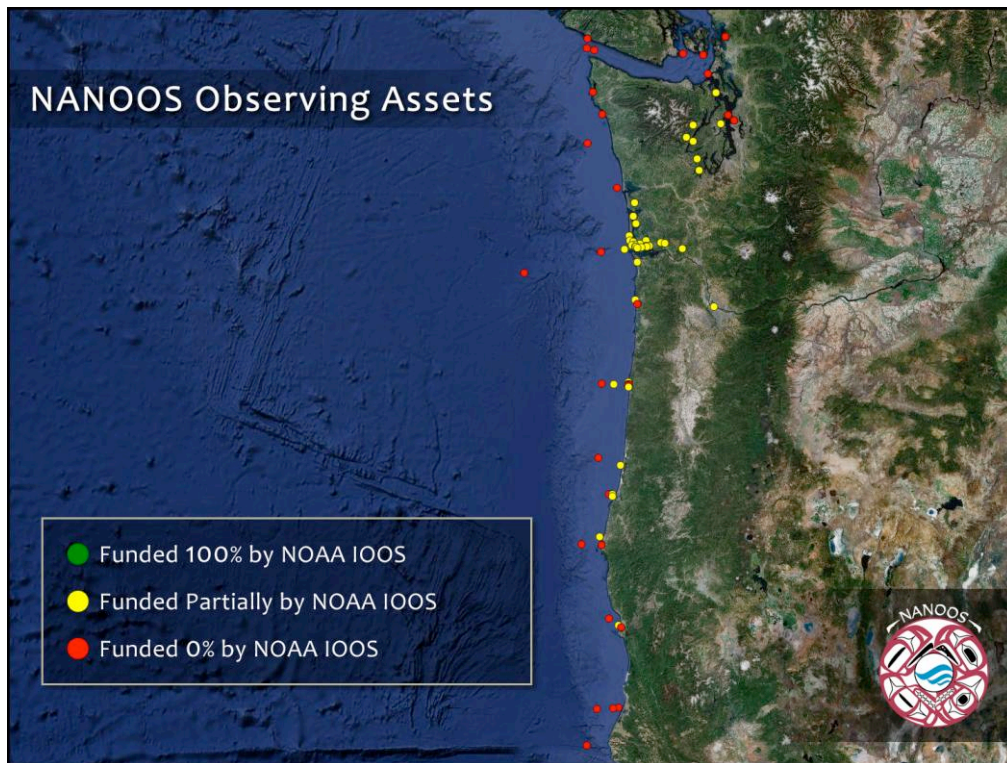 NANOOS Observing Assets
Funded 100% by NOAA IOOS
Funded Partially by NOAA IOOS
Funded 0% by NOAA IOOS
NANOOS